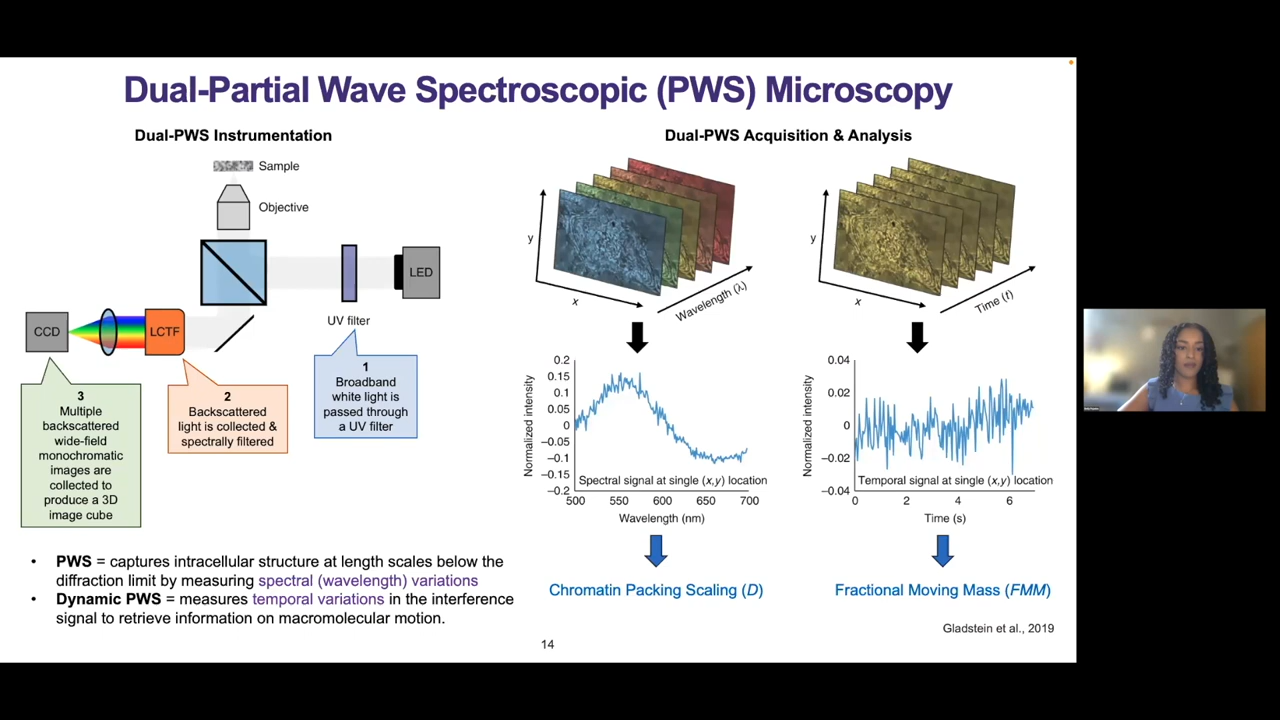 Dual-Partial Wave Spectroscopic (PWS) Microscopy
Dual-PWS Instrumentation
Sample
Objective
LED
UV filter
CCD
LCTF
1
Broadband
white light is
passed through
a UV filter
2
Backscattered
light is collected &
spectrally filtered
3
Multiple
backscattered
wide-field
monochromatic
images are
collected to
produce a 3D
image cube
• PWS = captures intracellular structure at length scales below the
diffraction limit by measuring spectral (wavelength) variations
• Dynamic PWS = measures temporal variations in the interference
signal to retrieve information on macromolecular motion.
Dual-PWS Acquisition & Analysis
y
x
Wavelength (λ)
Normalized intensity
0.2
0.15
0.1
0.05
0
–0.05
–0.1
–0.15
–0.2
Spectral signal at single (x,y) location
500 550 600 650 700
Wavelength (nm)
Chromatin Packing Scaling (D)
y
x
Time (t)
Normalized intensity
0.04
0.02
0
–0.02
–0.04
Temporal signal at single (x,y) location
0 2 4 6
Time (s)
Fractional Moving Mass (FMM)
Gladstein et al., 2019
14